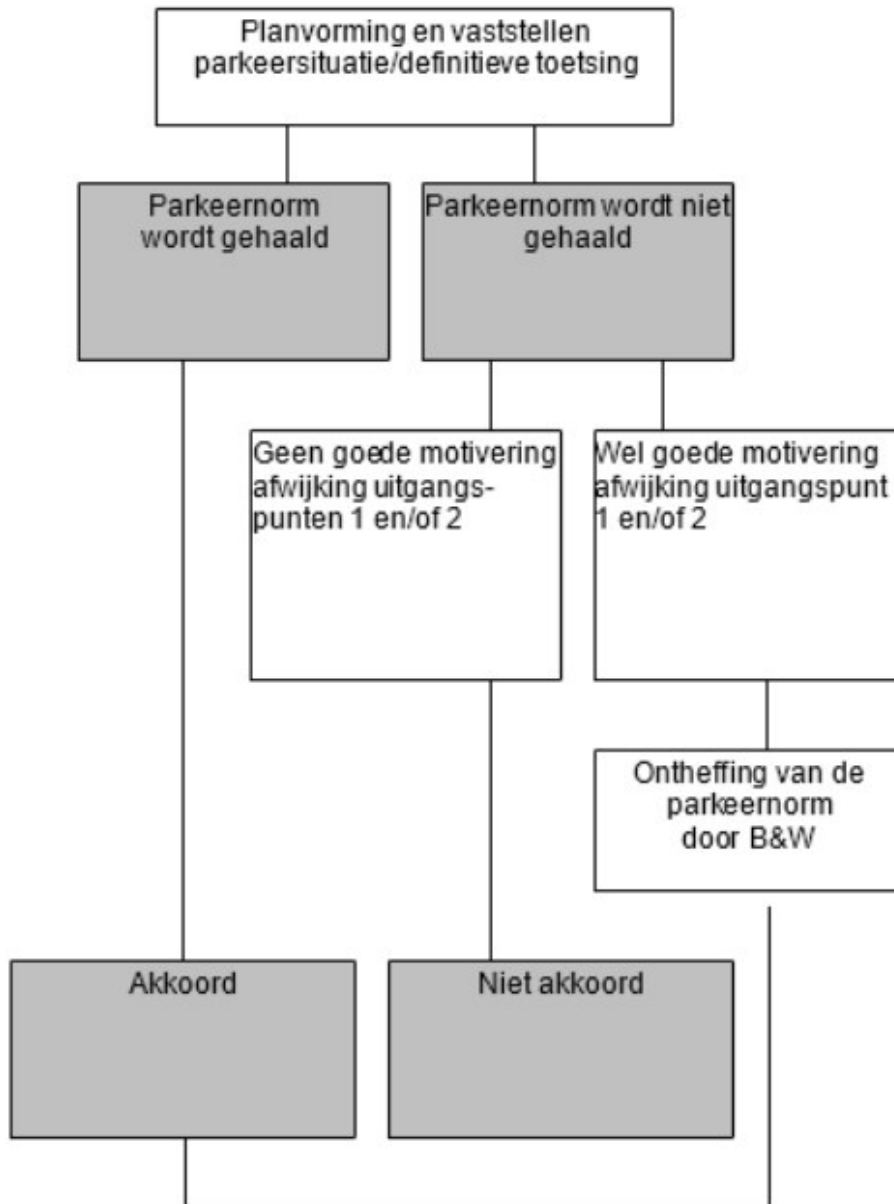 Planvorming en vaststellen
parkeersituatie/definitieve toetsing
Parkeernorm
wordt gehaald
Parkeernorm wordt niet
gehaald
Geen goede motivering
afwijking uitgangs-
punten 1 en/of 2
Wel goede motivering
afwijking uitgangspunt
1 en/of 2
Ontheffing van de
parkeernorm
door B&W
Akkoord
Niet akkoord